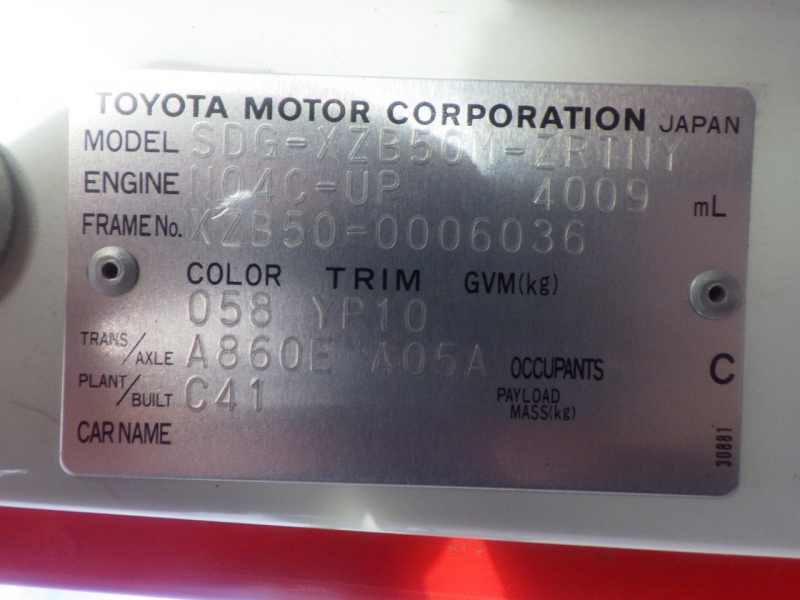 TOYOTA MOTOR CORPORATION JAPAN
MODEL SDG-XZB50M-ZRTNY
ENGINE N04C-UP 4009 mL
FRAME No. XZB50-0006036
COLOR TRIM GVM(kg)
058 YP10
TRANS/AXLE A860E A05A OCCUPANTS C
PLANT/BUILT C41 PAYLOAD MASS(kg)
CAR NAME
30881